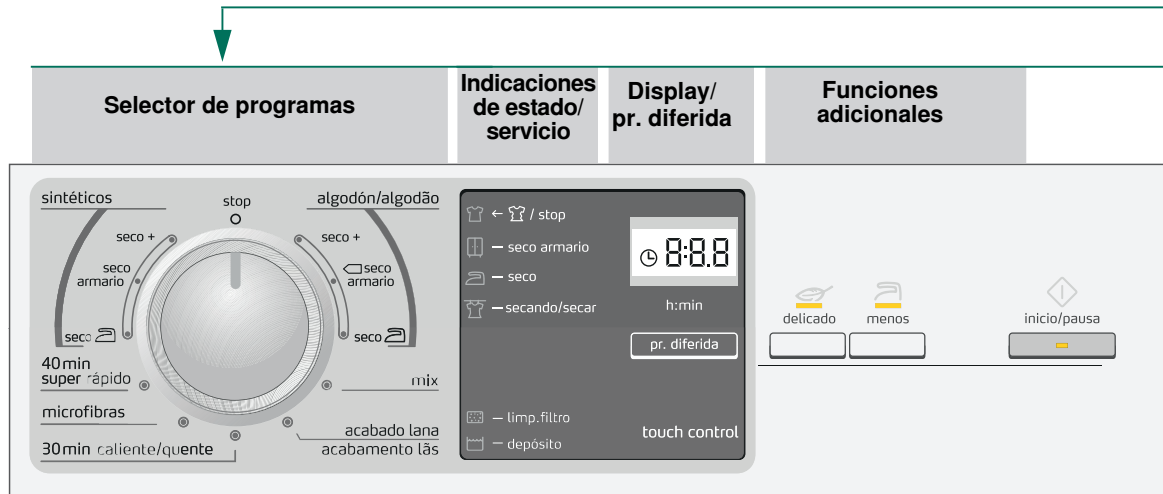 Selector de programas
Indicaciones
de estado/
servicio
Display/
pr. diferida
Funciones
adicionales
sintéticos
stop
algodón/algodão
seco +
seco
armario
seco
seco +
seco
armario
seco
40 min
super rápido
microfibras
30 min caliente/quente
mix
acabado lana
acabamento lãs
← / stop
– seco armario
– seco
– secando/secar
8:8.8
h:min
pr. diferida
– limp.filtro
– depósito
touch control
delicado
menos
inicio/pausa